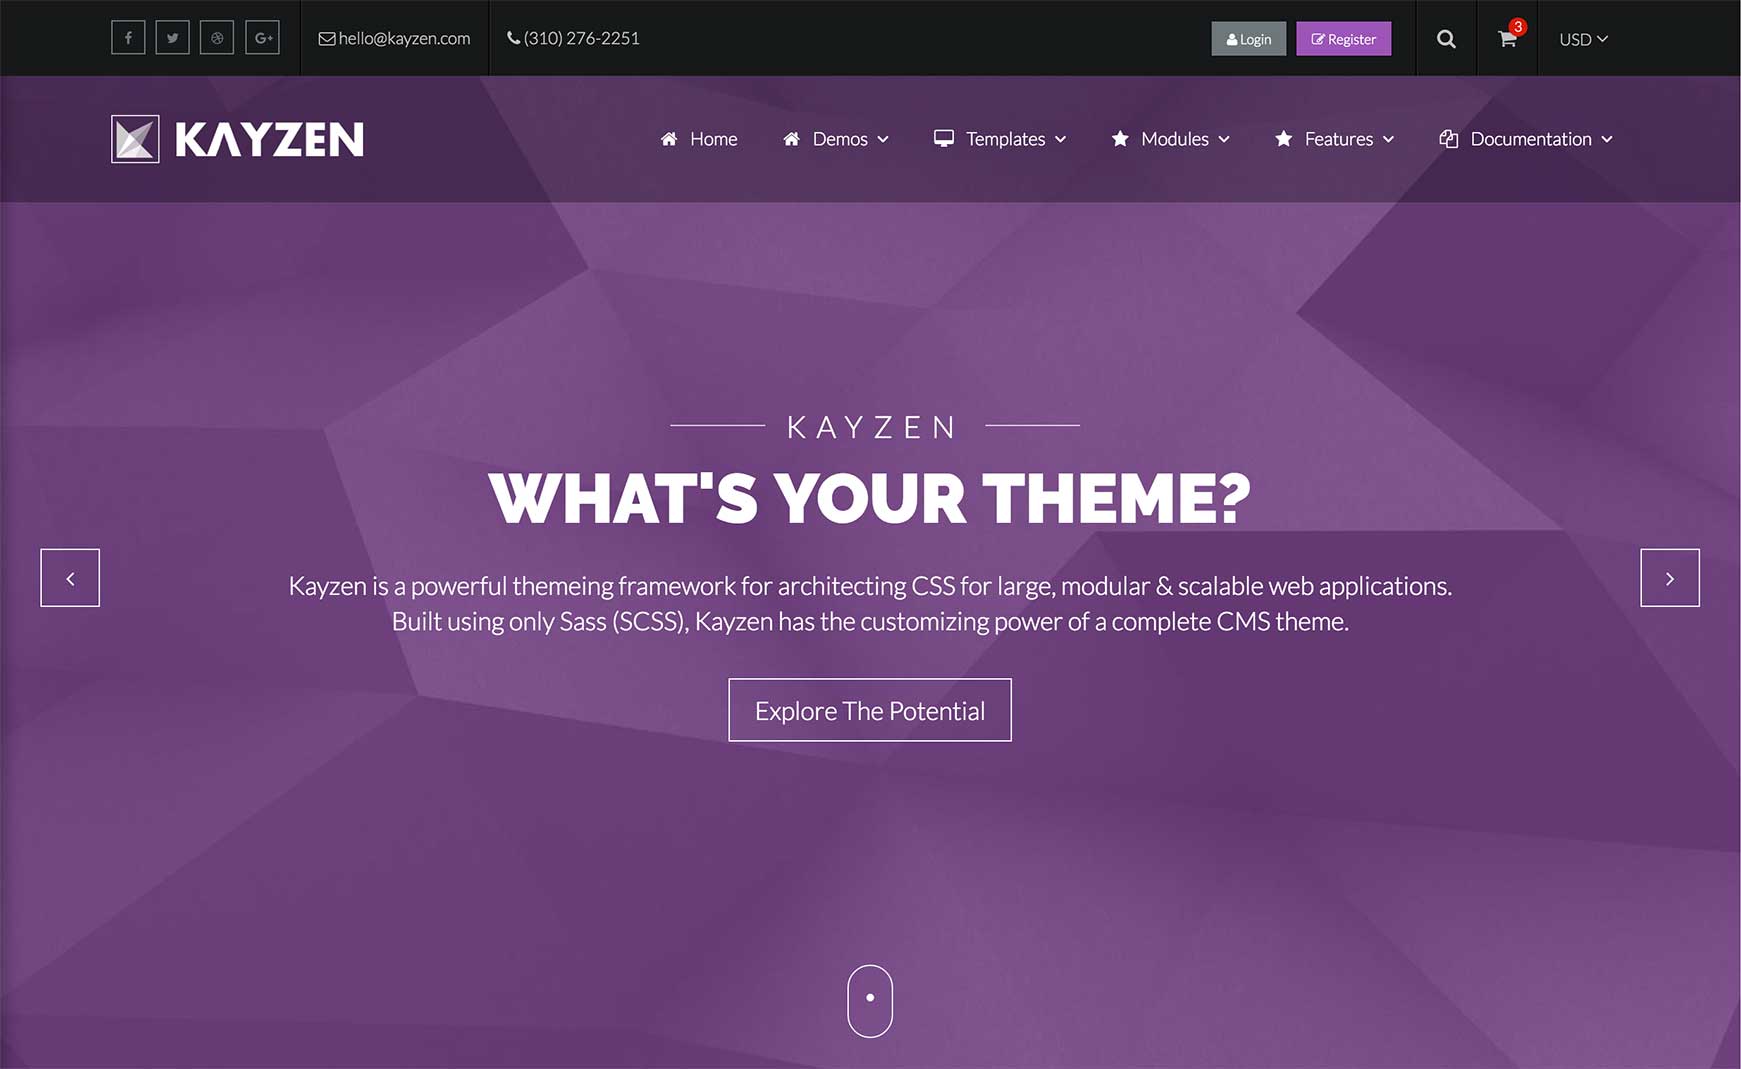 hello@kayzen.com
(310) 276-2251
Login
Register
3
USD
KAYZEN
Home
Demos
Templates
Modules
Features
Documentation
KAYZEN
WHAT'S YOUR THEME?
Kayzen is a powerful themeing framework for architecting CSS for large, modular & scalable web applications.
Built using only Sass (SCSS), Kayzen has the customizing power of a complete CMS theme.
Explore The Potential